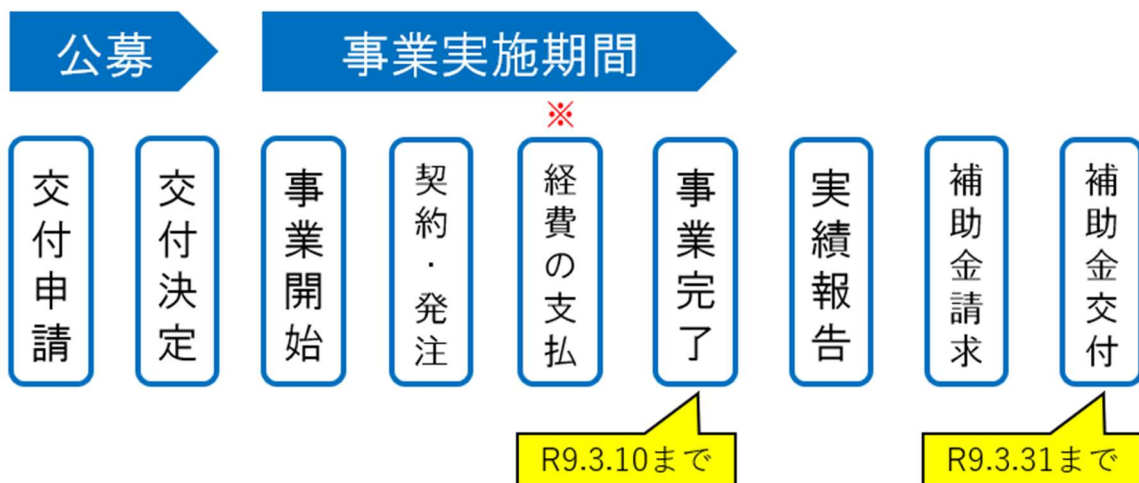 公募
事業実施期間
※
交付申請
交付決定
事業開始
契約・発注
経費の支払
事業完了
実績報告
補助金請求
補助金交付
R9.3.10まで
R9.3.31まで